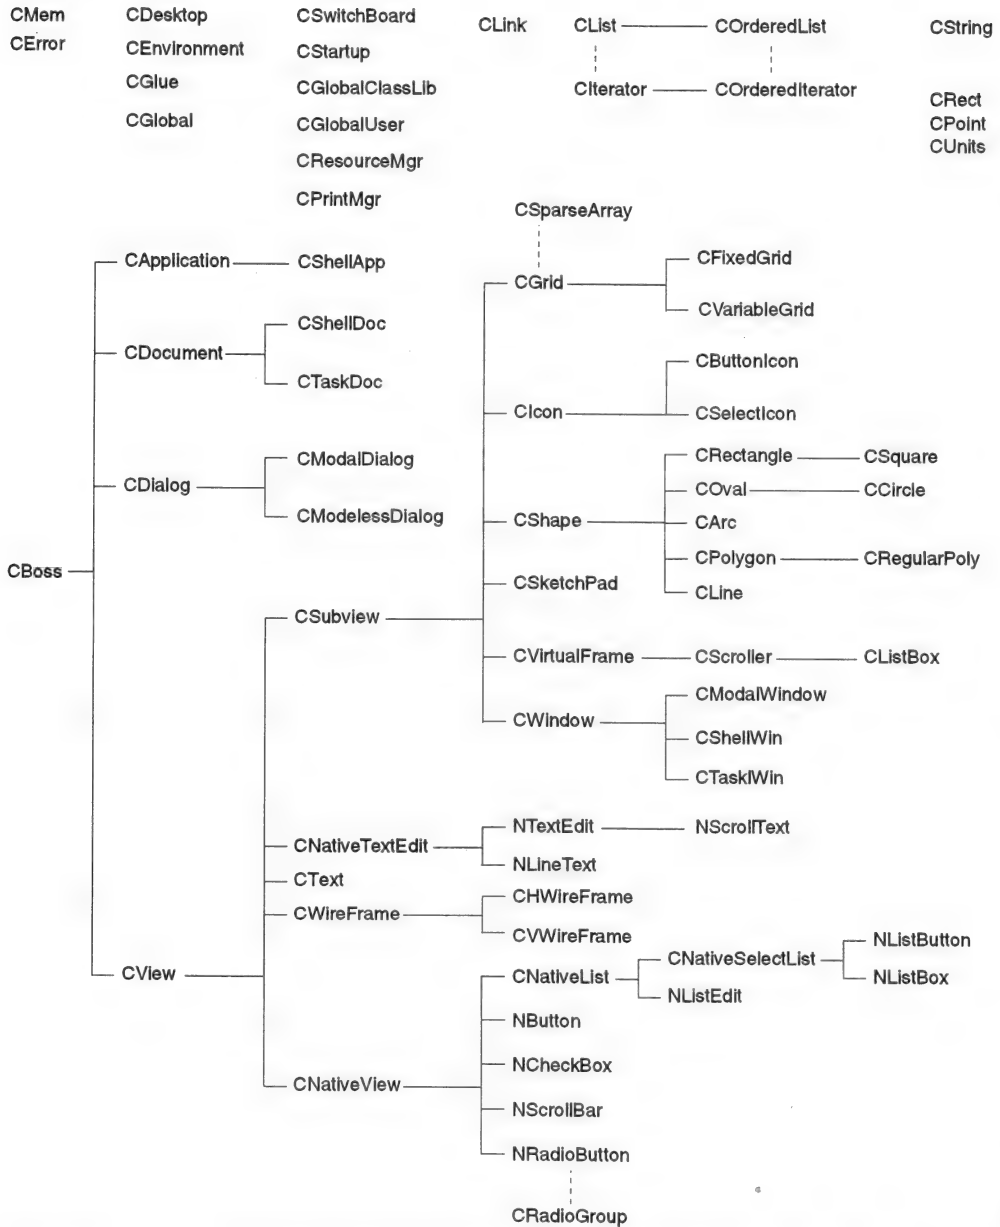 CMem
CError
CDesktop
CEnvironment
CGlue
CGlobal
CSwitchBoard
CStartup
CGlobalClassLib
CGlobalUser
CResourceMgr
CPrintMgr
CLink
CList
COrderedList
CIterator
COrderedIterator
CString
CRect
CPoint
CUnits
CBoss
CApplication
CShellApp
CDocument
CShellDoc
CTaskDoc
CDialog
CModalDialog
CModelessDialog
CView
CSubview
CSparseArray
CGrid
CFixedGrid
CVariableGrid
CIcon
CButtonIcon
CSelectIcon
CShape
CRectangle
CSquare
COval
CCircle
CArc
CPolygon
CRegularPoly
CLine
CSketchPad
CVirtualFrame
CScroller
CListBox
CWindow
CModalWindow
CShellWin
CTaskIWin
CNativeTextEdit
NTextEdit
NScrollText
NLineText
CText
CWireFrame
CHWireFrame
CVWireFrame
CNativeView
CNativeList
CNativeSelectList
NListButton
NListBox
NListEdit
NButton
NCheckBox
NScrollBar
NRadioButton
CRadioGroup